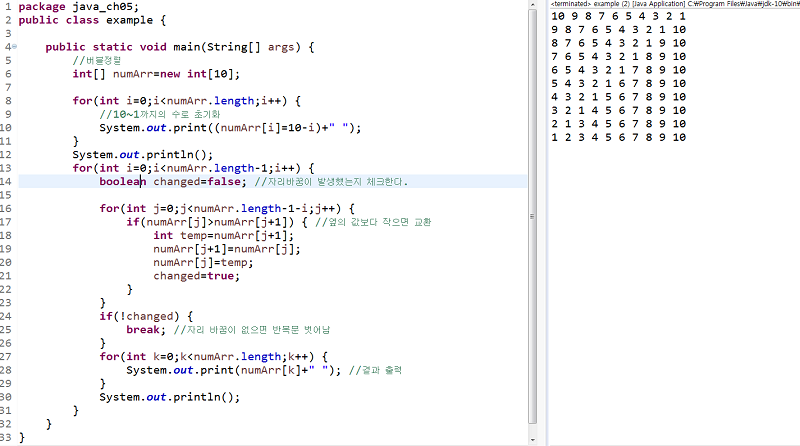 1 package java_ch05;
2 public class example {
3
4 public static void main(String[] args) {
5 //버블정렬
6 int[] numArr=new int[10];
7
8 for(int i=0;i<numArr.length;i++) {
9 //10~1까지의 수로 초기화
10 System.out.print((numArr[i]=10-i)+" ");
11 }
12 System.out.println();
13 for(int i=0;i<numArr.length-1;i++) {
14 boolean changed=false; //자리바꿈이 발생했는지 체크한다.
15
16 for(int j=0;j<numArr.length-1-i;j++) {
17 if(numArr[j]>numArr[j+1]) { //옆의 값보다 작으면 교환
18 int temp=numArr[j+1];
19 numArr[j+1]=numArr[j];
20 numArr[j]=temp;
21 changed=true;
22 }
23 }
24 if(!changed) {
25 break; //자리 바꿈이 없으면 반복문 벗어남
26 }
27 for(int k=0;k<numArr.length;k++) {
28 System.out.print(numArr[k]+" "); //결과 출력
29 }
30 System.out.println();
31 }
32 }
33 }
<terminated> example (2) [Java Application] C:₩Program Files₩Java₩jdk-10₩bin₩
10 9 8 7 6 5 4 3 2 1
9 8 7 6 5 4 3 2 1 10
8 7 6 5 4 3 2 1 9 10
7 6 5 4 3 2 1 8 9 10
6 5 4 3 2 1 7 8 9 10
5 4 3 2 1 6 7 8 9 10
4 3 2 1 5 6 7 8 9 10
3 2 1 4 5 6 7 8 9 10
2 1 3 4 5 6 7 8 9 10
1 2 3 4 5 6 7 8 9 10